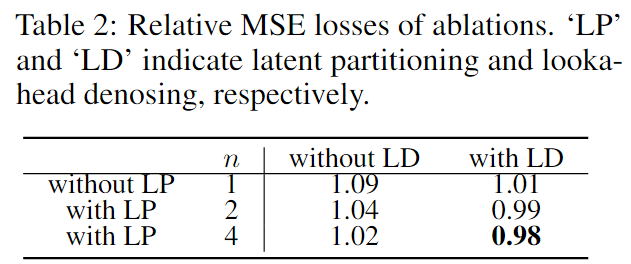 Table 2: Relative MSE losses of ablations. ‘LP’
and ‘LD’ indicate latent partitioning and looka-
head denosing, respectively.
n without LD with LD
without LP 1 1.09 1.01
with LP 2 1.04 0.99
with LP 4 1.02 0.98